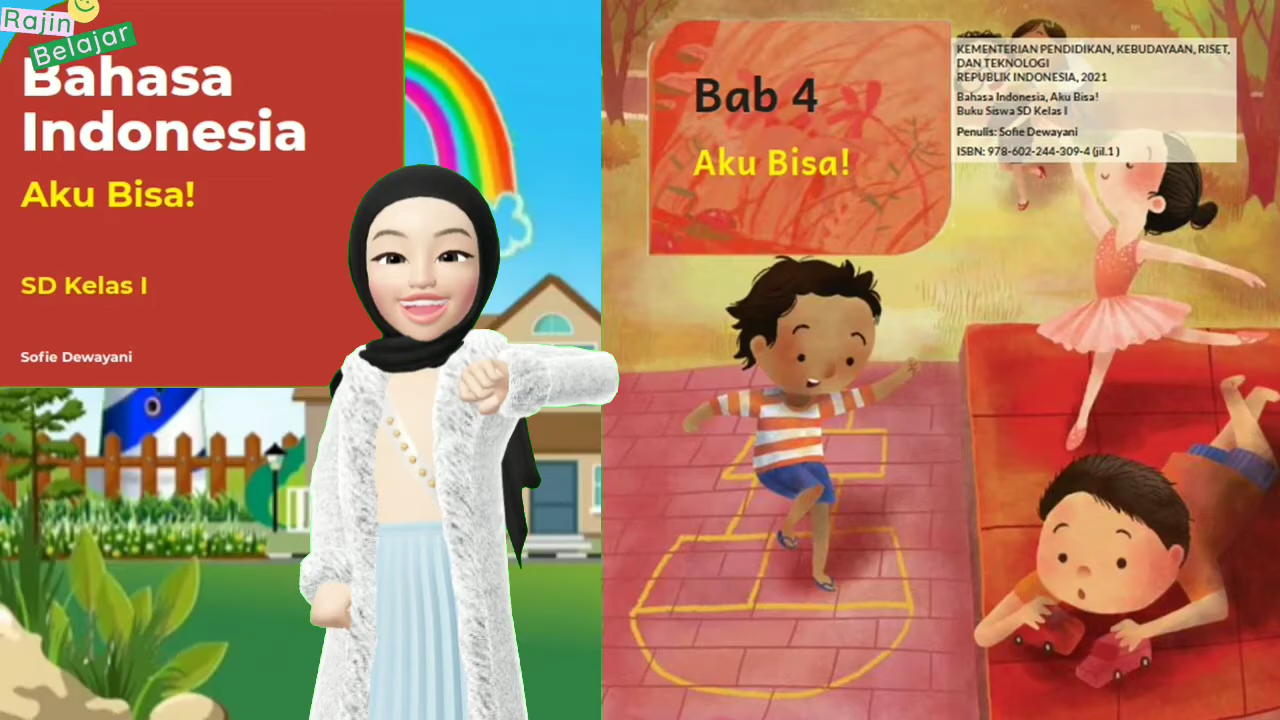 Rajin
Belajar
Bahasa
Indonesia
Aku Bisa!
SD Kelas I
Sofie Dewayani
Bab 4
Aku Bisa!
KEMENTERIAN PENDIDIKAN, KEBUDAYAAN, RISET,
DAN TEKNOLOGI
REPUBLIK INDONESIA, 2021
Bahasa Indonesia, Aku Bisa!
Buku Siswa SD Kelas I
Penulis: Sofie Dewayani
ISBN: 978-602-244-309-4 (jil.1 )